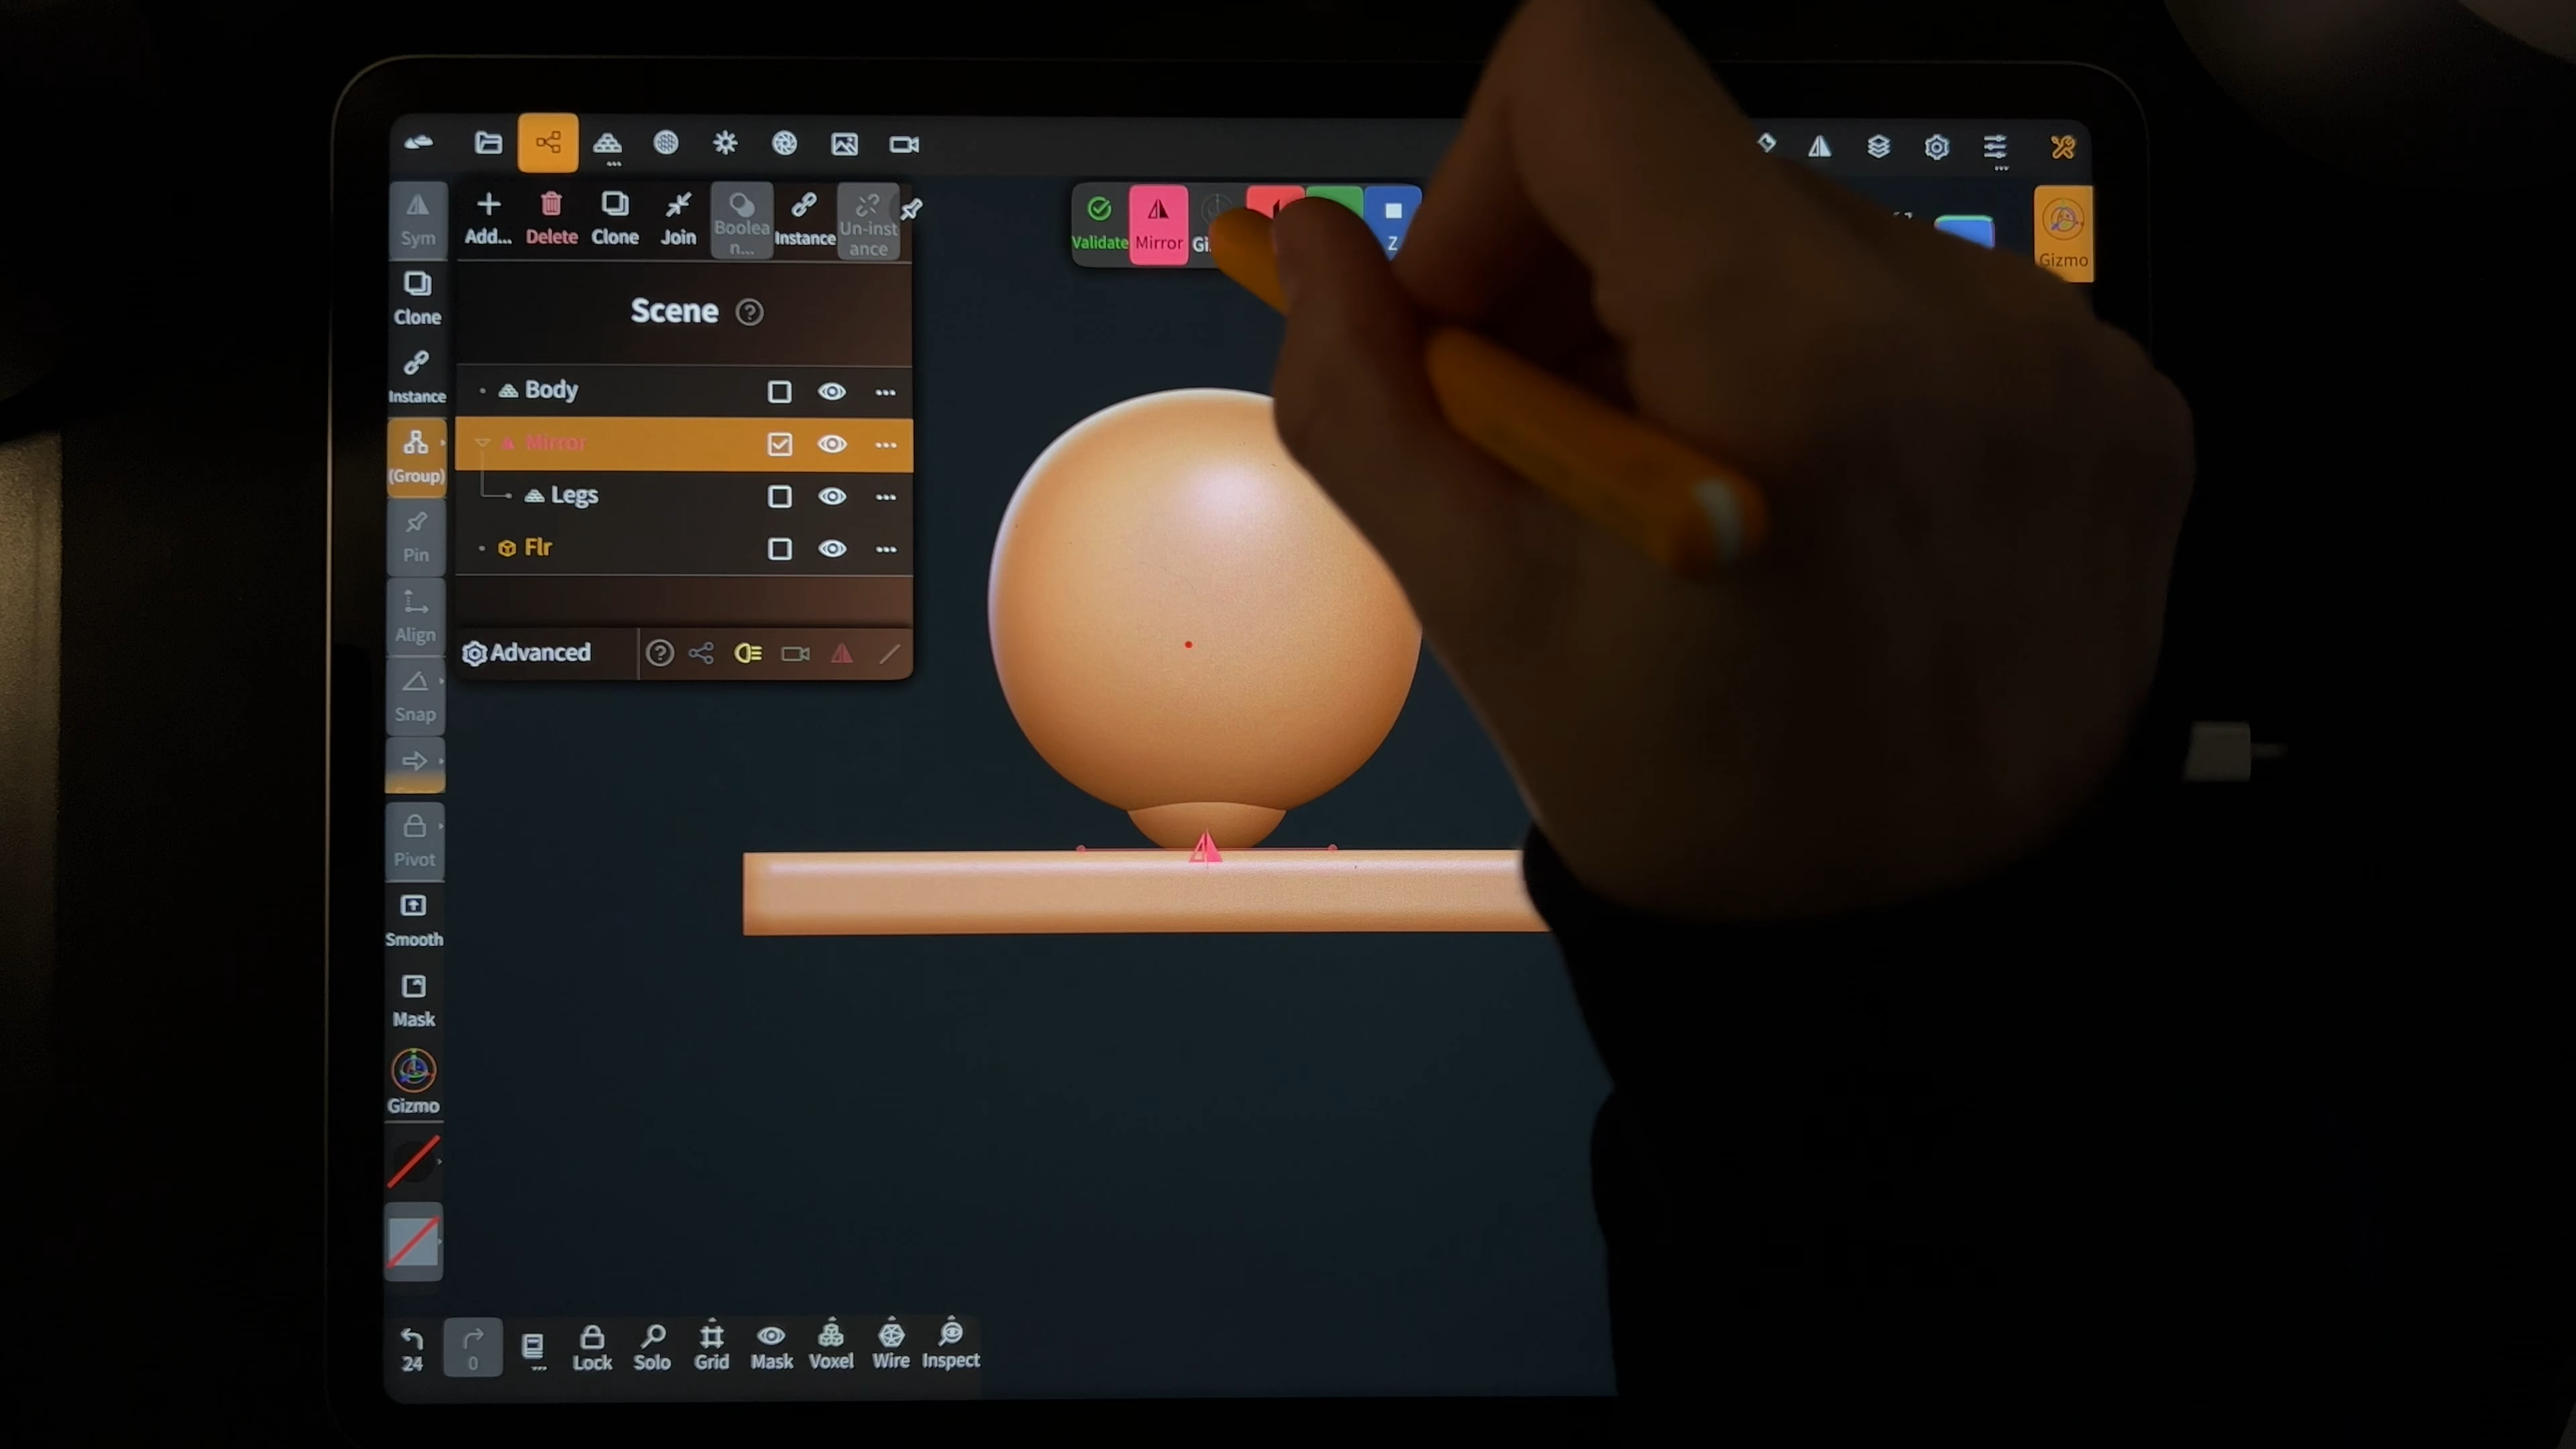 Sym
Clone
Instance
(Group)
Pin
Align
Snap
Pivot
Smooth
Mask
Gizmo
Add...
Delete
Clone
Join
Boolea
n...
Instance
Un-inst
ance
Scene ?
Body
Mirror
Legs
Flr
Advanced
?
Validate
Mirror
Z
Gizmo
24
0
Lock
Solo
Grid
Mask
Voxel
Wire
Inspect